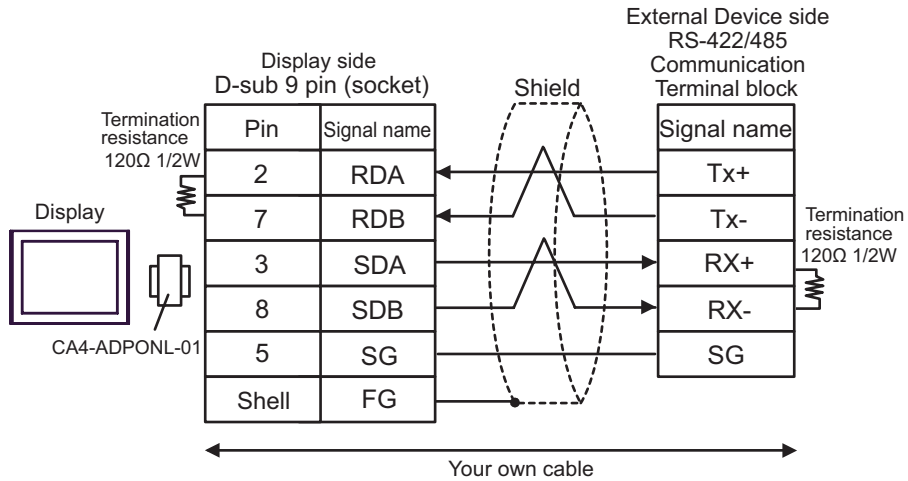 External Device side
RS-422/485
Communication
Terminal block
Display side
D-sub 9 pin (socket)
Shield
Termination
resistance
120Ω 1/2W
Pin Signal name
Signal name
2 RDA
Tx+
7 RDB
Tx-
3 SDA
RX+
8 SDB
RX-
5 SG
SG
Shell FG
Display
CA4-ADPONL-01
Termination
resistance
120Ω 1/2W
Your own cable